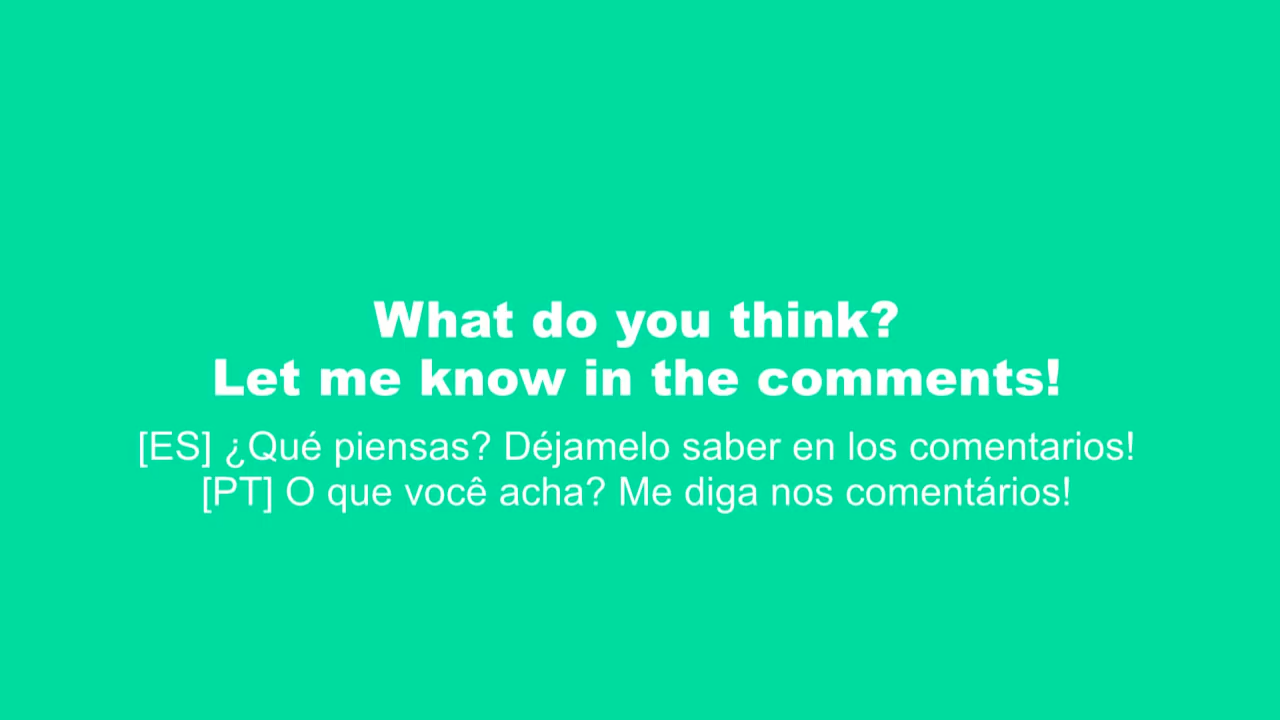 What do you think?
Let me know in the comments!
[ES] ¿Qué piensas? Déjamelo saber en los comentarios!
[PT] O que você acha? Me diga nos comentários!